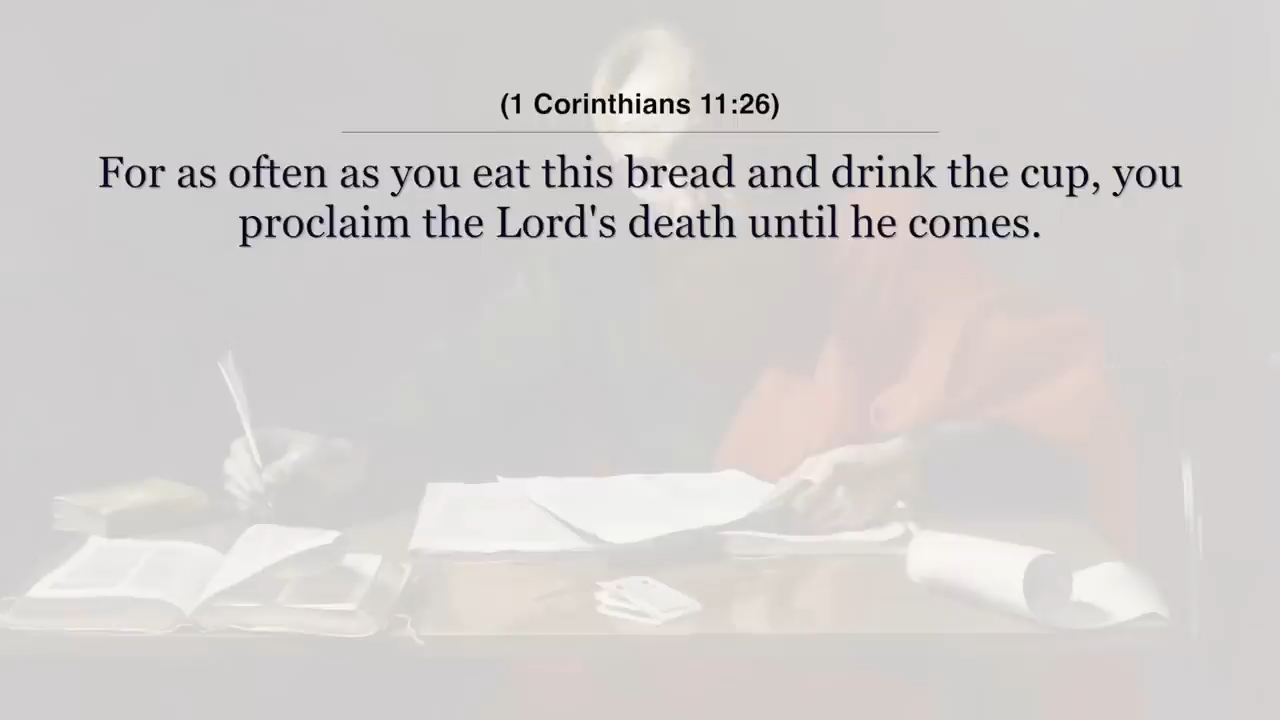 (1 Corinthians 11:26)
For as often as you eat this bread and drink the cup, you
proclaim the Lord's death until he comes.